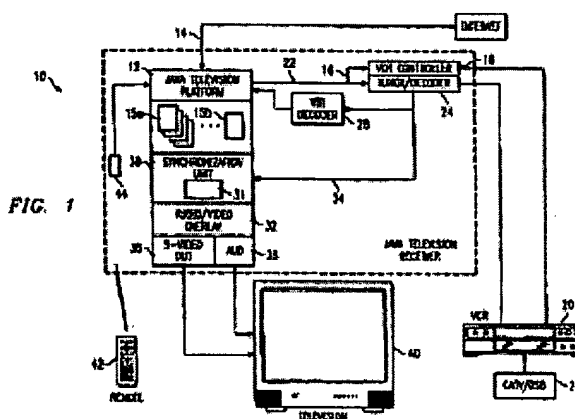 14
INTERNET
10
12
JAVA TELEVISION PLATFORM
22
16
VCR CONTROLLER
18
TUNER/DECODER
24
15a
15b
VBI DECODER
28
30
SYNCHRONIZATION UNIT
31
34
44
FIG. 1
AUDIO/VIDEO OVERLAY
32
S-VIDEO OUT
AUD
JAVA TELEVISION RECEIVER
VCR
20
40
42
REMOTE
CATV/DSS
TELEVISION